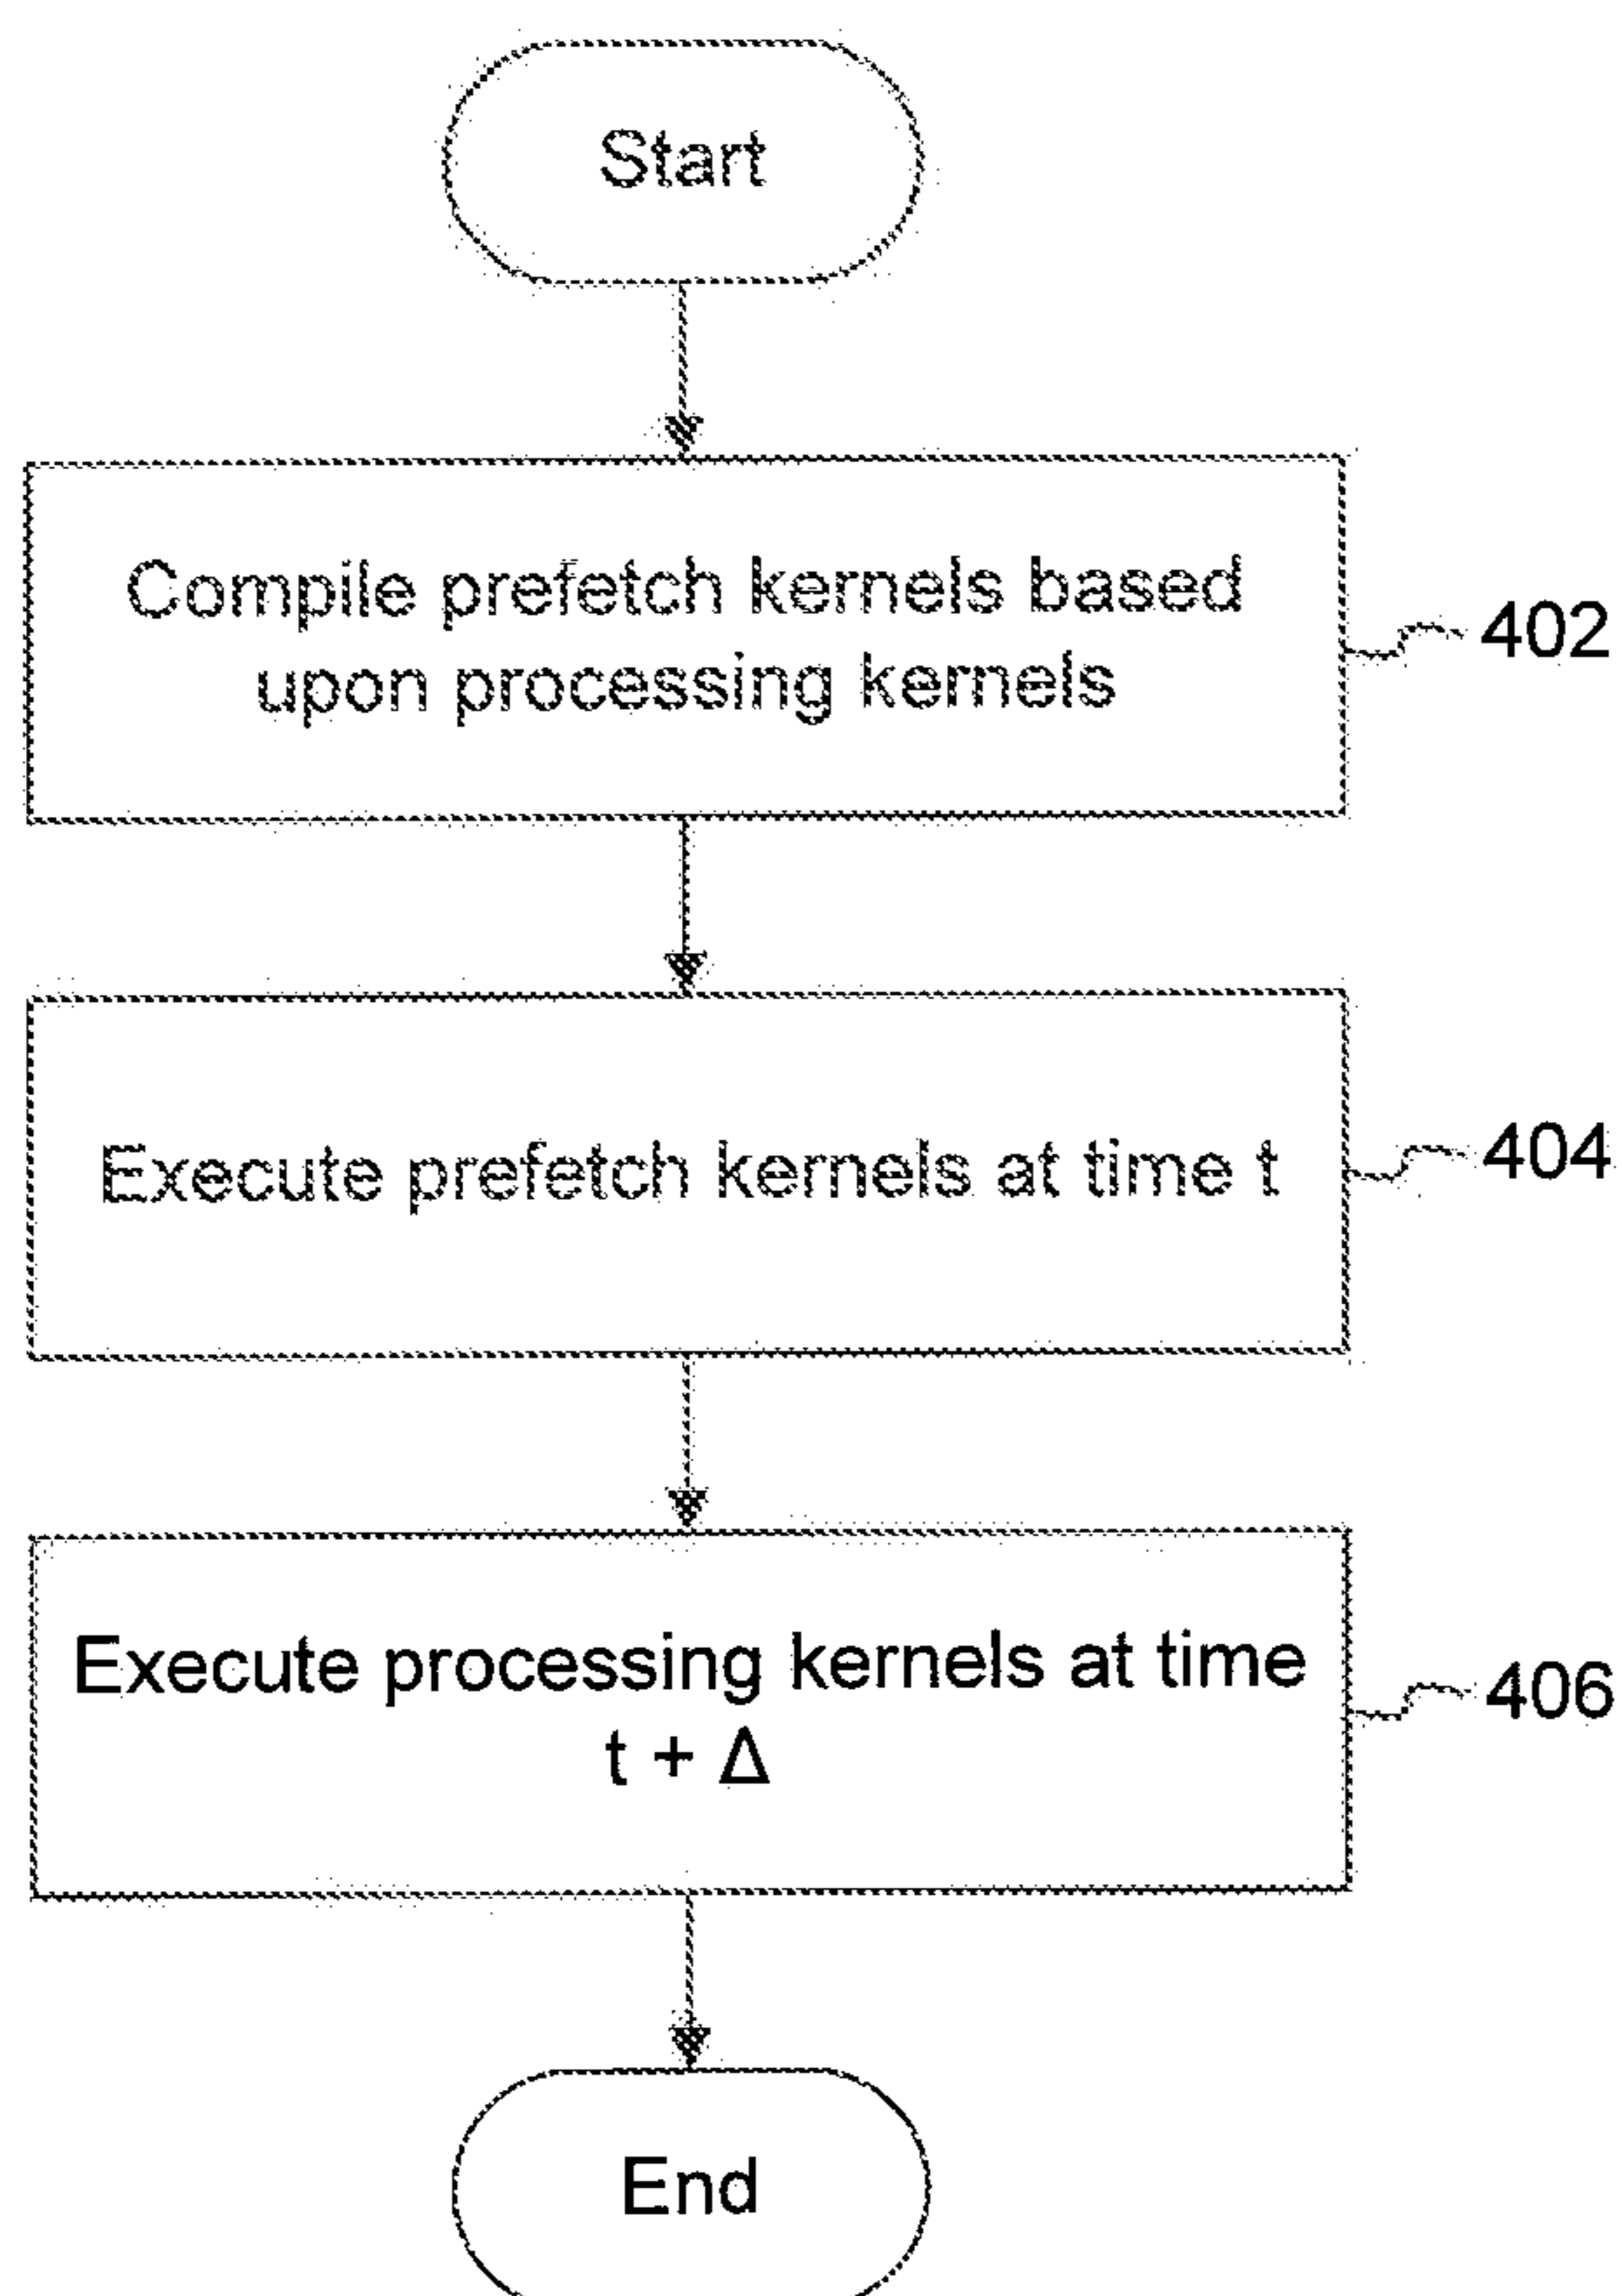 Start
Compile prefetch kernels based
upon processing kernels
402
Execute prefetch kernels at time t
404
Execute processing kernels at time
t + Δ
406
End